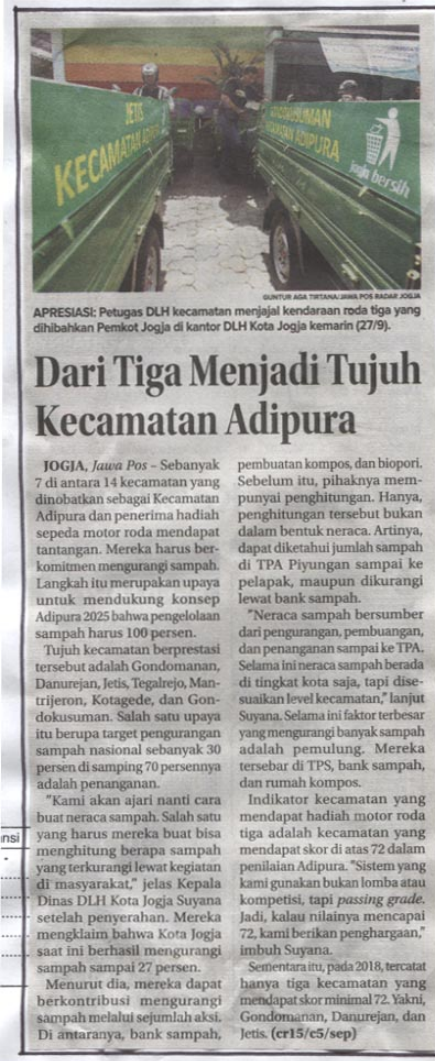 JETIS
KECAMATAN ADIPURA
KECAMATAN ADIPURA
jogja bersih
GUNTUR AGA TIRTANA/JAWA POS RADAR JOGJA
APRESIASI: Petugas DLH kecamatan menjajal kendaraan roda tiga yang
dihibahkan Pemkot Jogja di kantor DLH Kota Jogja kemarin (27/9).
Dari Tiga Menjadi Tujuh
Kecamatan Adipura
JOGJA, Jawa Pos – Sebanyak
7 di antara 14 kecamatan yang
dinobatkan sebagai Kecamatan
Adipura dan penerima hadiah
sepeda motor roda mendapat
tantangan. Mereka harus ber-
komitmen mengurangi sampah.
Langkah itu merupakan upaya
untuk mendukung konsep
Adipura 2025 bahwa pengelolaan
sampah harus 100 persen.
Tujuh kecamatan berprestasi
tersebut adalah Gondomanan,
Danurejan, Jetis, Tegalrejo, Man-
trijeron, Kotagede, dan Gon-
dokusuman. Salah satu upaya
itu berupa target pengurangan
sampah nasional sebanyak 30
persen di samping 70 persennya
adalah penanganan.
"Kami akan ajari nanti cara
buat neraca sampah. Salah satu
yang harus mereka buat bisa
menghitung berapa sampah
yang terkurangi lewat kegiatan
di masyarakat," jelas Kepala
Dinas DLH Kota Jogja Suyana
setelah penyerahan. Mereka
mengklaim bahwa Kota Jogja
saat ini berhasil mengurangi
sampah sampai 27 persen.
Menurut dia, mereka dapat
berkontribusi mengurangi
sampah melalui sejumlah aksi.
Di antaranya, bank sampah,
pembuatan kompos, dan biopori.
Sebelum itu, pihaknya mem-
punyai penghitungan. Hanya,
penghitungan tersebut bukan
dalam bentuk neraca. Artinya,
dapat diketahui jumlah sampah
di TPA Piyungan sampai ke
pelapak, maupun dikurangi
lewat bank sampah.
"Neraca sampah bersumber
dari pengurangan, pembuangan,
dan penanganan sampai ke TPA.
Selama ini neraca sampah berada
di tingkat kota saja, tapi dise-
suaikan level kecamatan," lanjut
Suyana. Selama ini faktor terbesar
yang mengurangi banyak sampah
adalah pemulung. Mereka
tersebar di TPS, bank sampah,
dan rumah kompos.
Indikator kecamatan yang
mendapat hadiah motor roda
tiga adalah kecamatan yang
mendapat skor di atas 72 dalam
penilaian Adipura. "Sistem yang
kami gunakan bukan lomba atau
kompetisi, tapi passing grade.
Jadi, kalau nilainya mencapai
72, kami berikan penghargaan,"
imbuh Suyana.
Sementara itu, pada 2018, tercatat
hanya tiga kecamatan yang
mendapat skor minimal 72. Yakni,
Gondomanan, Danurejan, dan
Jetis. (cr15/c5/sep)